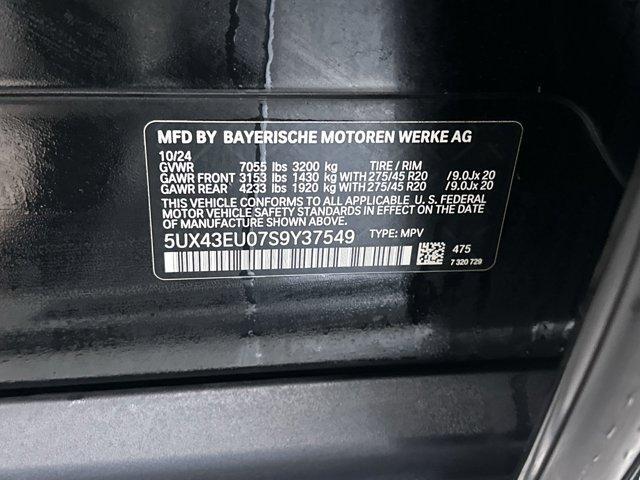 MFD BY BAYERISCHE MOTOREN WERKE AG
10/24
GVWR 7055 lbs 3200 kg TIRE / RIM
GAWR FRONT 3153 lbs 1430 kg WITH 275/45 R20 /9.0Jx 20
GAWR REAR 4233 lbs 1920 kg WITH 275/45 R20 /9.0Jx 20
THIS VEHICLE CONFORMS TO ALL APPLICABLE U. S. FEDERAL
MOTOR VEHICLE SAFETY STANDARDS IN EFFECT ON THE DATE
OF MANUFACTURE SHOWN ABOVE.
5UX43EU07S9Y37549 TYPE: MPV
475
7 320 729